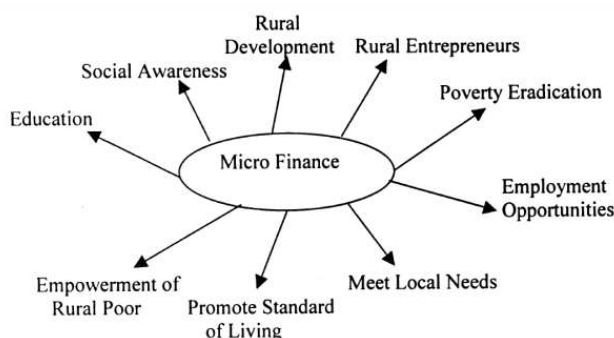 Rural
Development
Rural Entrepreneurs
Social Awareness
Poverty Eradication
Education
Micro Finance
Employment
Opportunities
Empowerment of
Rural Poor
Promote Standard
of Living
Meet Local Needs